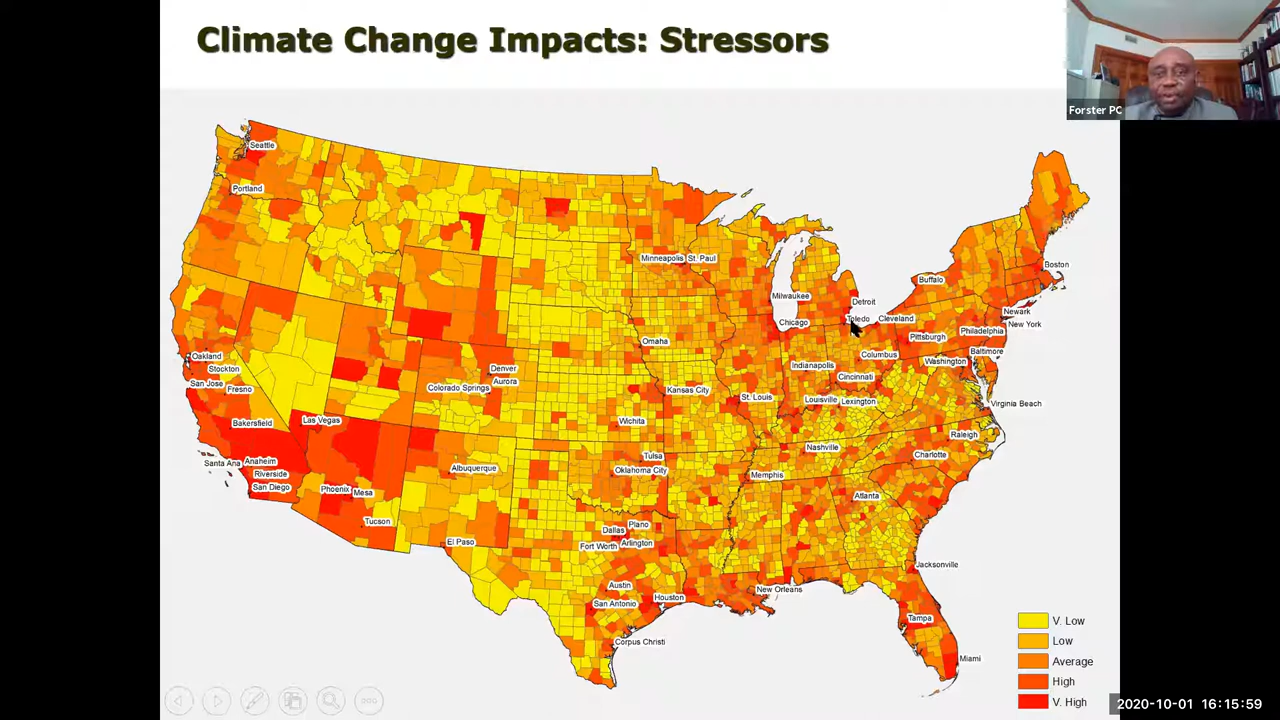 Climate Change Impacts: Stressors
Forster PC
Seattle
Portland
Minneapolis
St. Paul
Boston
Buffalo
Milwaukee
Detroit
Chicago
Toledo
Cleveland
Newark
New York
Philadelphia
Pittsburgh
Omaha
Oakland
Stockton
San Jose
Fresno
Denver
Aurora
Colorado Springs
Kansas City
St. Louis
Indianapolis
Columbus
Cincinnati
Washington
Baltimore
Louisville
Lexington
Virginia Beach
Bakersfield
Las Vegas
Wichita
Nashville
Raleigh
Charlotte
Santa Ana
Anaheim
Riverside
San Diego
Phoenix
Mesa
Tucson
Albuquerque
Tulsa
Oklahoma City
Memphis
Atlanta
El Paso
Dallas
Plano
Fort Worth
Arlington
Austin
San Antonio
Houston
Corpus Christi
New Orleans
Jacksonville
Tampa
Miami
V. Low
Low
Average
High
V. High
2020-10-01 16:15:59